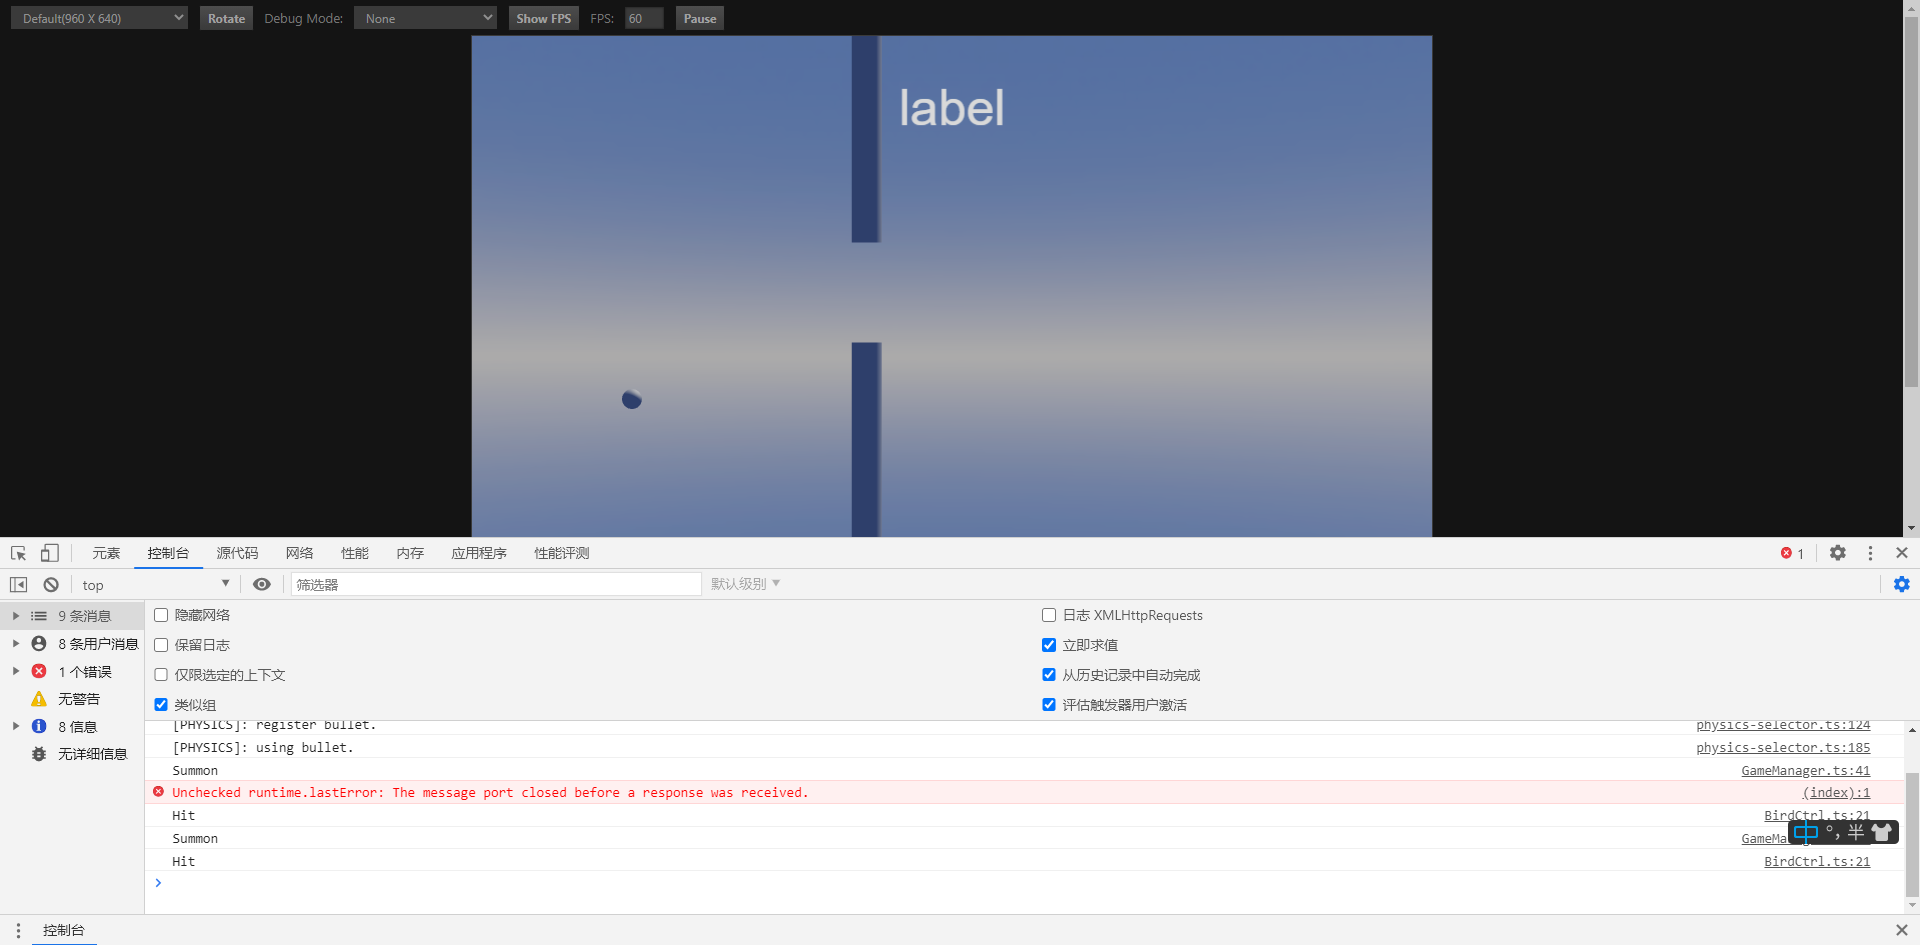 Default(960 X 640) Rotate Debug Mode: None Show FPS FPS: 60 Pause
label
元素 控制台 源代码 网络 性能 内存 应用程序 性能评测 1
top 筛选器 默认级别
9 条消息
8 条用户消息
1 个错误
无警告
8 信息
无详细信息
隐藏网络 日志 XMLHttpRequests
保留日志 立即求值
仅限选定的上下文 从历史记录中自动完成
类似组 评估触发器用户激活
[PHYSICS]: register bullet. physics-selector.ts:124
[PHYSICS]: using bullet. physics-selector.ts:185
Summon GameManager.ts:41
Unchecked runtime.lastError: The message port closed before a response was received. (index):1
Hit BirdCtrl.ts:21
Summon
中 °, 半
Hit BirdCtrl.ts:21
控制台